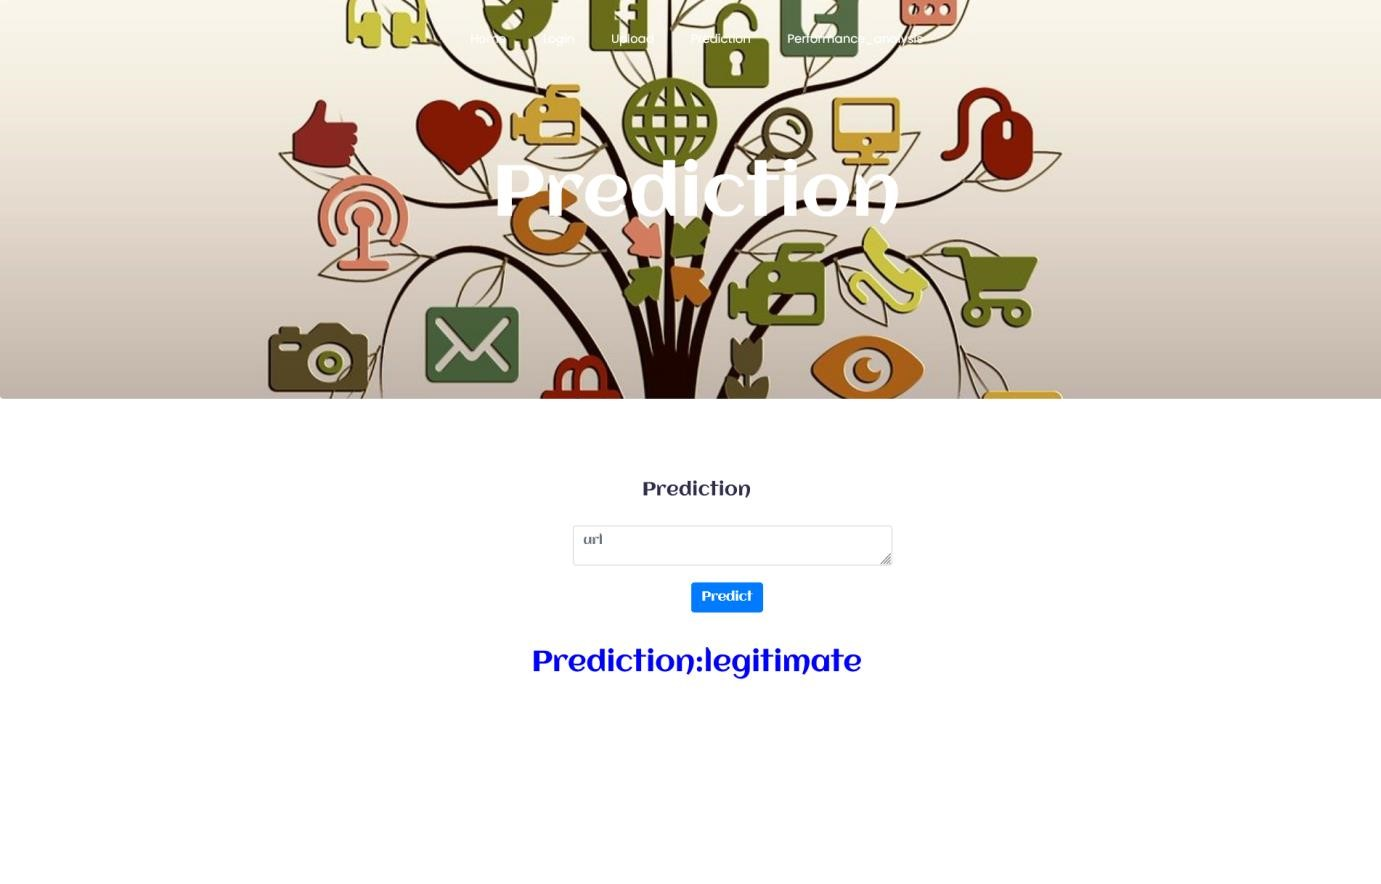 Home Login Upload Prediction Performance_analysis
Prediction
Prediction
url
Predict
Prediction:legitimate